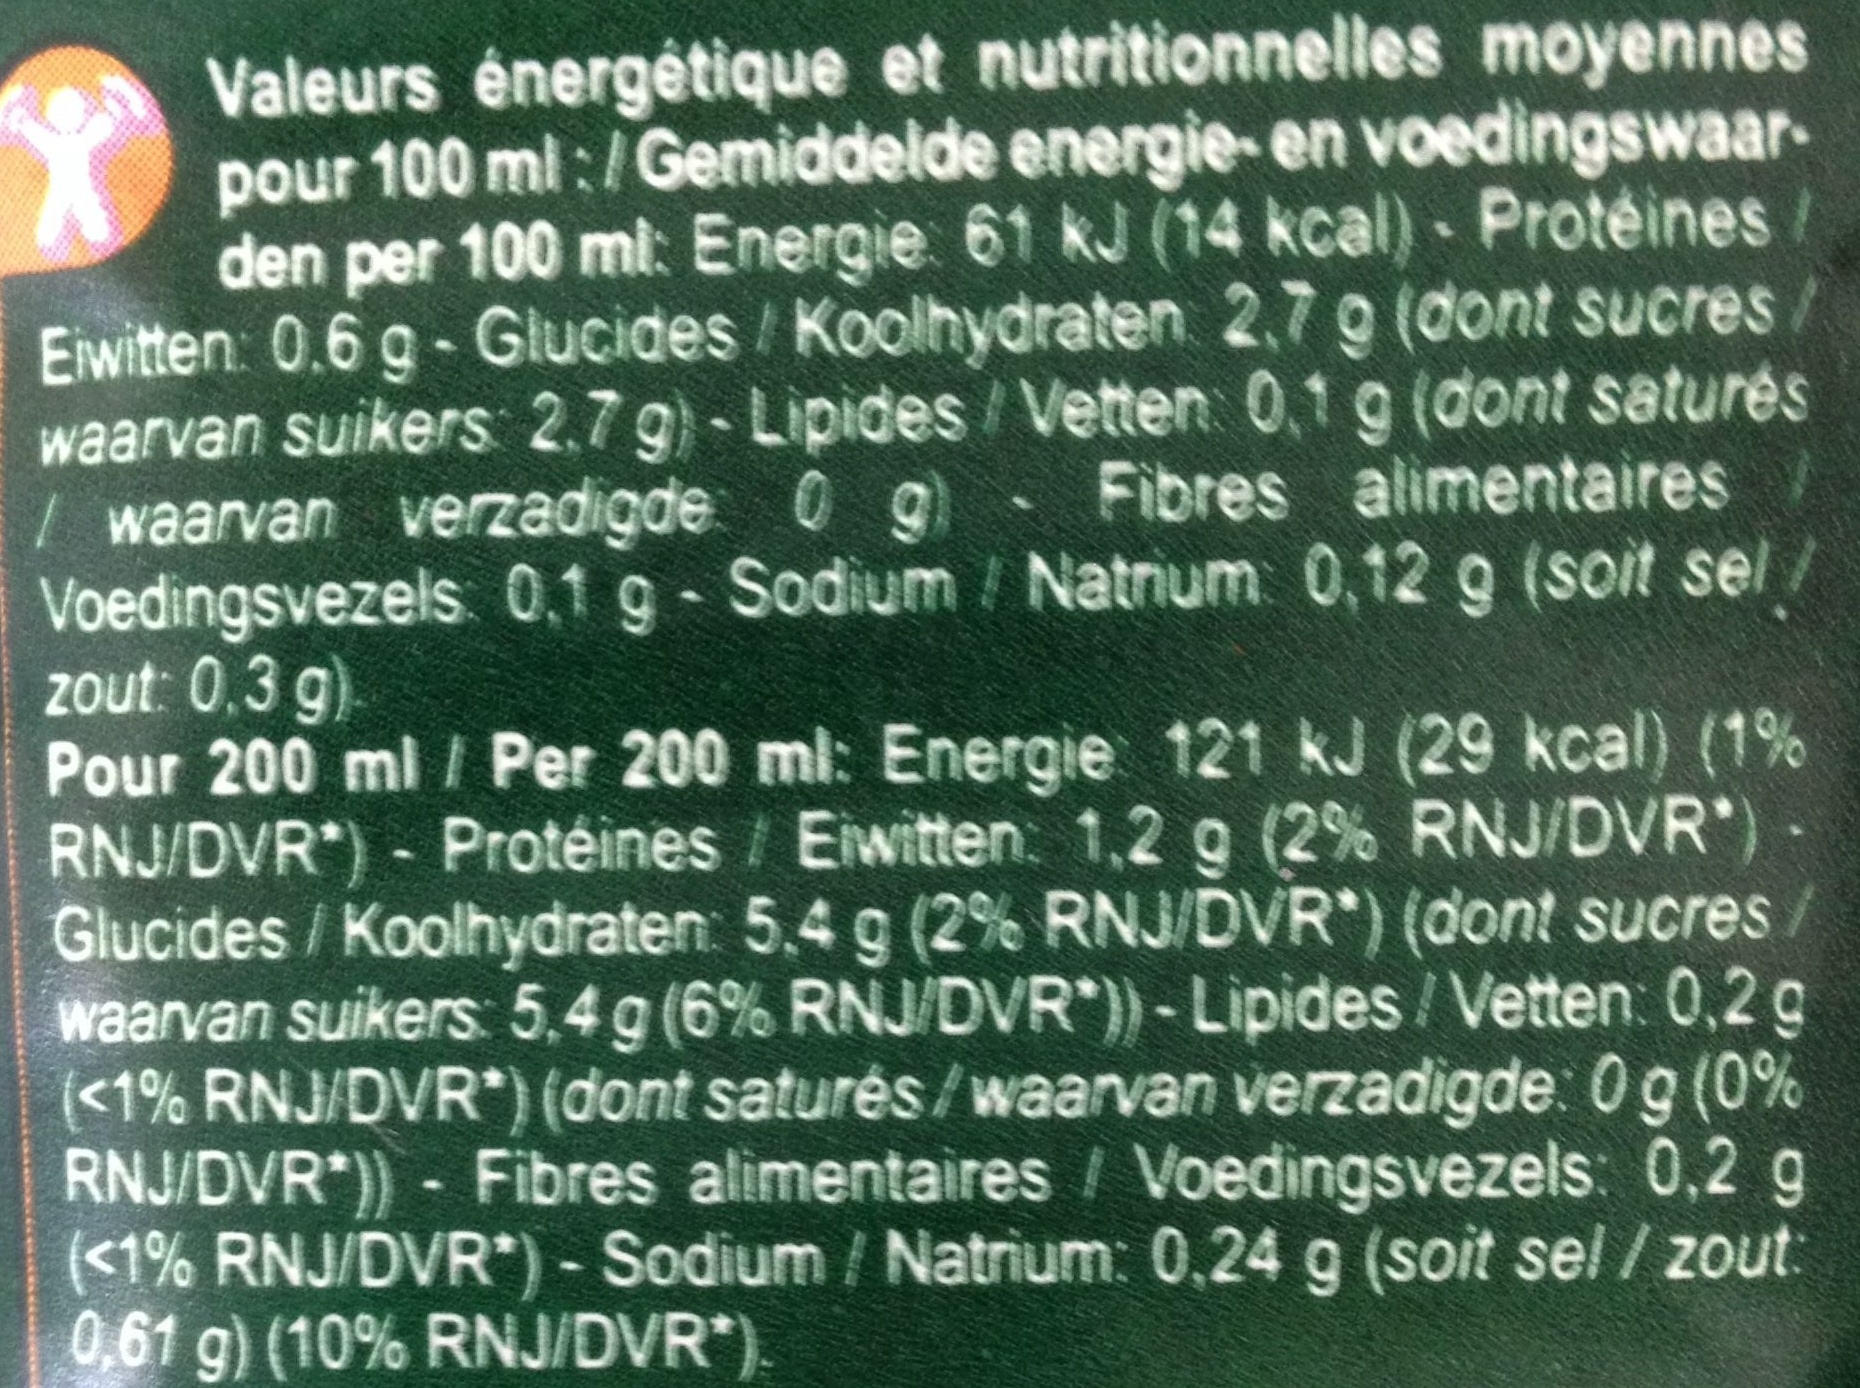 Valeurs énergétique et nutritionnelles moyennes
pour 100 ml : / Gemiddelde energie- en voedingswaar-
den per 100 ml: Energie: 61 kJ (14 kcal) - Protéines /
Eiwitten: 0,6 g - Glucides / Koolhydraten: 2,7 g (dont sucres /
waarvan suikers: 2,7 g) - Lipides / Vetten: 0,1 g (dont saturés
/ waarvan verzadigde: 0 g) - Fibres alimentaires /
Voedingsvezels: 0,1 g - Sodium / Natrium: 0,12 g (soit sel /
zout: 0,3 g).
Pour 200 ml / Per 200 ml: Energie: 121 kJ (29 kcal) (1%
RNJ/DVR*) - Protéines / Eiwitten: 1,2 g (2% RNJ/DVR*) -
Glucides / Koolhydraten: 5,4 g (2% RNJ/DVR*) (dont sucres /
waarvan suikers: 5,4 g (6% RNJ/DVR*)) - Lipides / Vetten: 0,2 g
(<1% RNJ/DVR*) (dont saturés / waarvan verzadigde: 0 g (0%
RNJ/DVR*)) - Fibres alimentaires / Voedingsvezels: 0,2 g
(<1% RNJ/DVR*) - Sodium / Natrium: 0,24 g (soit sel / zout:
0,61 g) (10% RNJ/DVR*).